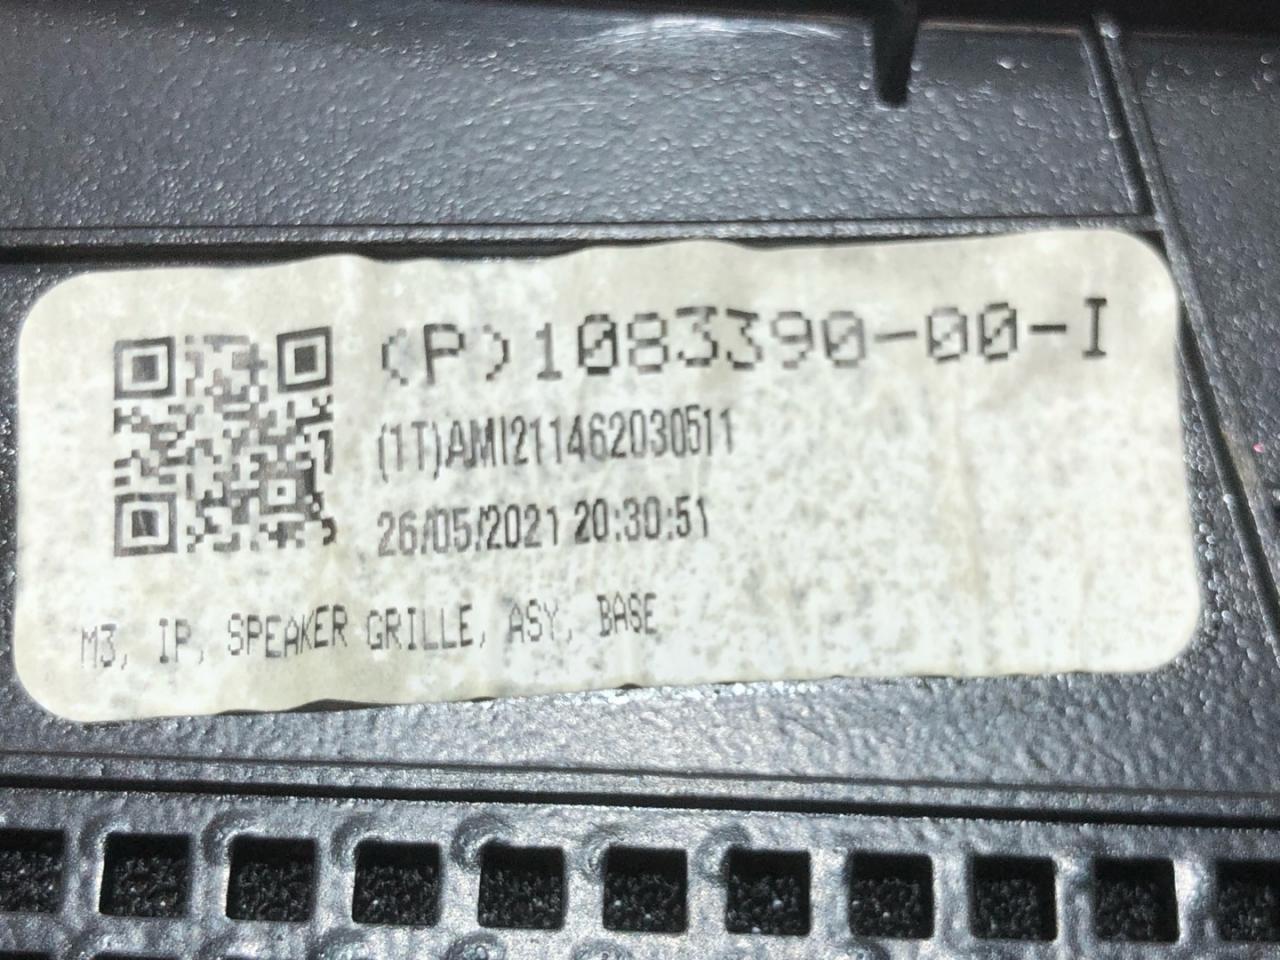 (P)1083390-00-I
(1T)AMI211462030511
26/05/2021 20:30:51
M3, IP, SPEAKER GRILLE, ASY, BASE